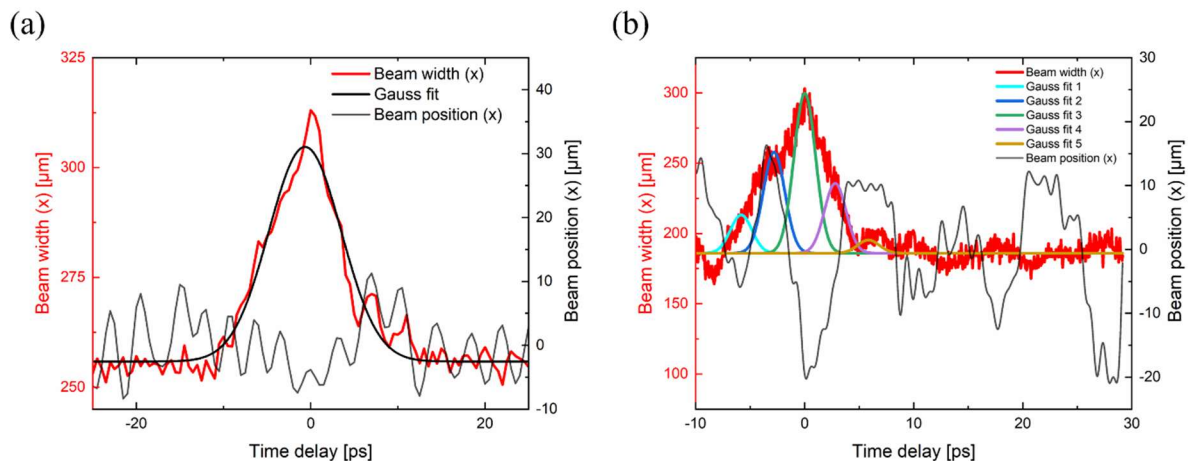 (a)
325
300
275
250
Beam width (x) [µm]
Beam width (x)
Gauss fit
Beam position (x)
40
30
20
10
0
-10
Beam position (x) [µm]
-20
0
20
Time delay [ps]
(b)
300
250
200
150
100
Beam width (x) [µm]
Beam width (x)
Gauss fit 1
Gauss fit 2
Gauss fit 3
Gauss fit 4
Gauss fit 5
Beam position (x)
30
20
10
0
-10
-20
Beam position (x) [µm]
-10
0
10
20
30
Time delay [ps]